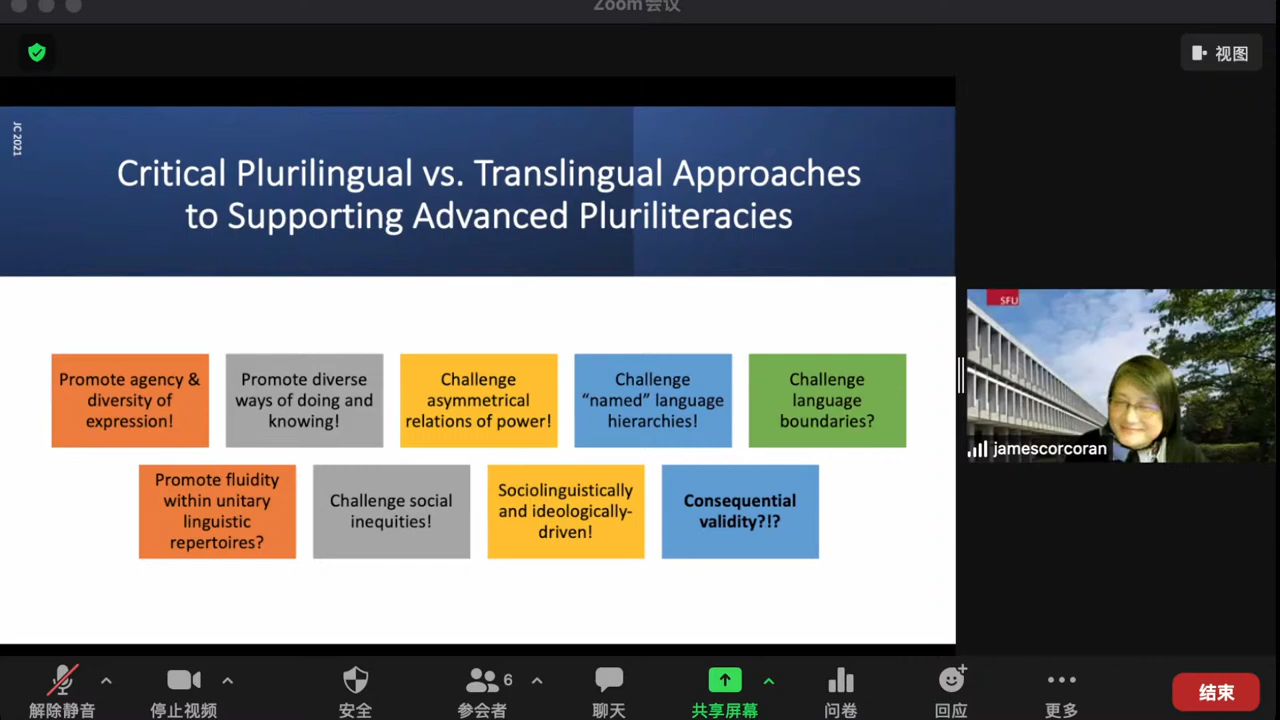 Zoom会议
视图
JC 2021
Critical Plurilingual vs. Translingual Approaches
to Supporting Advanced Pluriliteracies
Promote agency &
diversity of
expression!
Promote diverse
ways of doing and
knowing!
Challenge
asymmetrical
relations of power!
Challenge
“named” language
hierarchies!
Challenge
language
boundaries?
Promote fluidity
within unitary
linguistic
repertoires?
Challenge social
inequities!
Sociolinguistically
and ideologically-
driven!
Consequential
validity?!?
SFU
jamescorcoran
解除静音
停止视频
安全
6
参会者
聊天
共享屏幕
问卷
回应
更多
结束